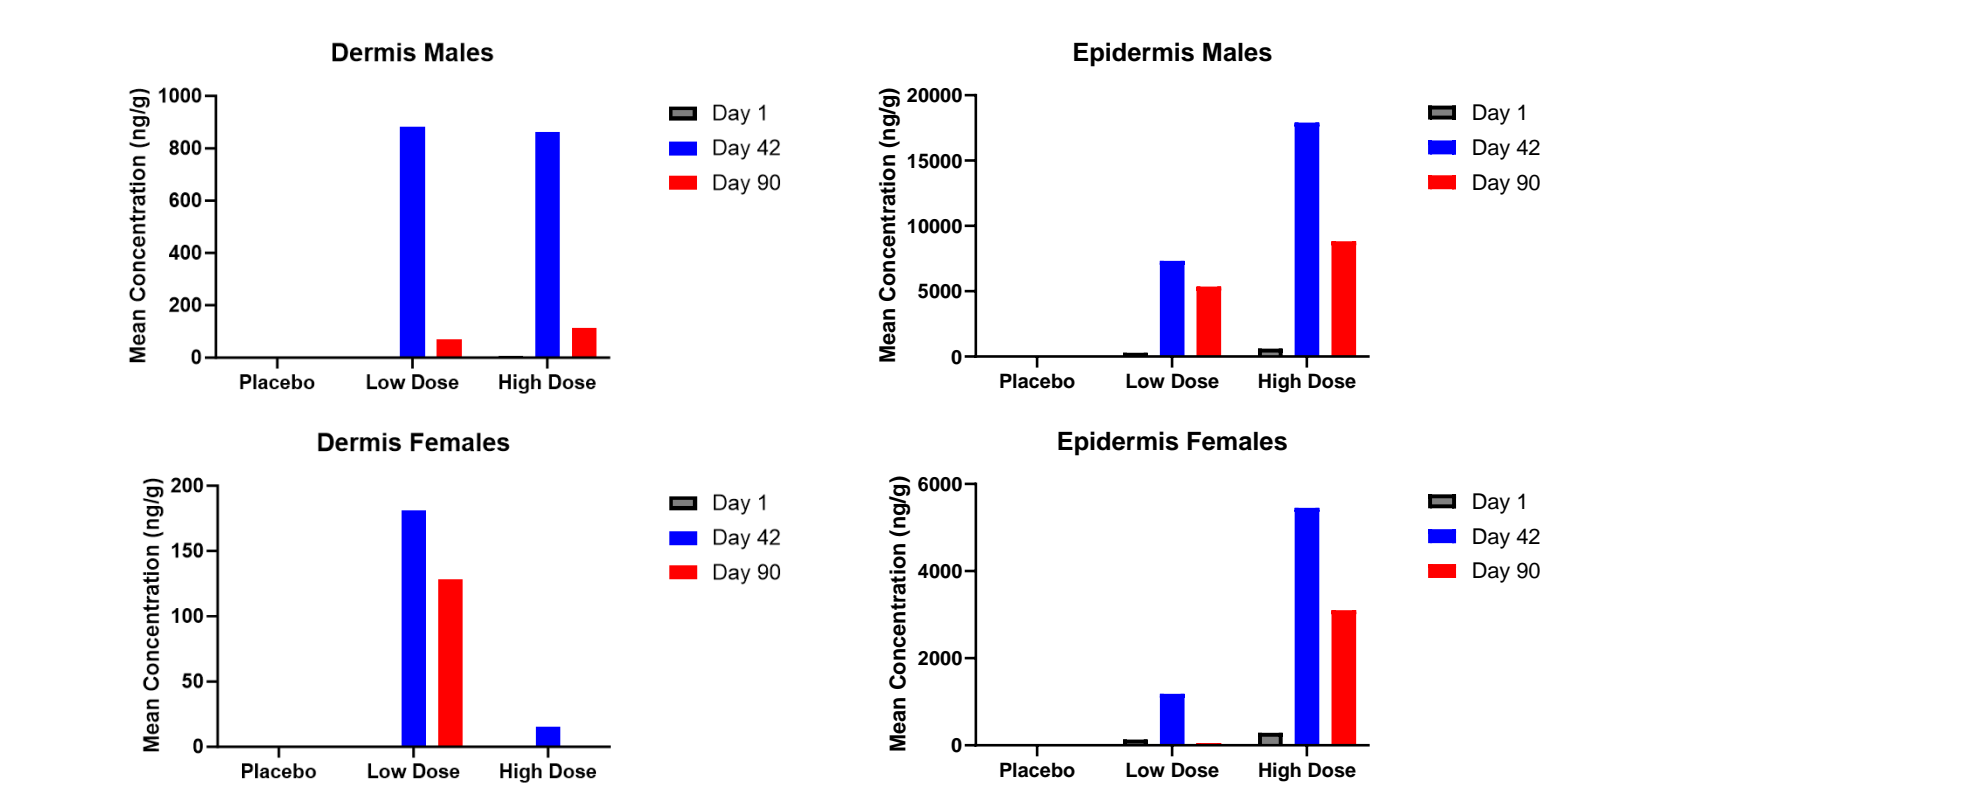 Dermis Males
Mean Concentration (ng/g)
1000
800
600
400
200
0
Placebo
Low Dose
High Dose
Day 1
Day 42
Day 90
Epidermis Males
Mean Concentration (ng/g)
20000
15000
10000
5000
0
Placebo
Low Dose
High Dose
Day 1
Day 42
Day 90
Dermis Females
Mean Concentration (ng/g)
200
150
100
50
0
Placebo
Low Dose
High Dose
Day 1
Day 42
Day 90
Epidermis Females
Mean Concentration (ng/g)
6000
4000
2000
0
Placebo
Low Dose
High Dose
Day 1
Day 42
Day 90